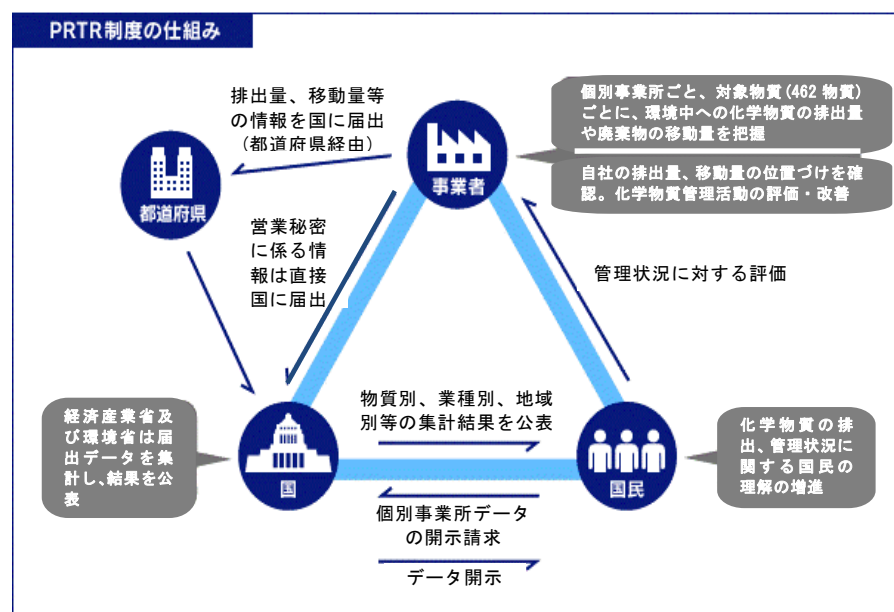 PRTR制度の仕組み
排出量、移動量等
の情報を国に届出
(都道府県経由)
都道府県
事業者
個別事業所ごと、対象物質(462物質)
ごとに、環境中への化学物質の排出量
や廃棄物の移動量を把握
自社の排出量、移動量の位置づけを確
認。化学物質管理活動の評価・改善
営業秘密
に係る情
報は直接
国に届出
管理状況に対する評価
経済産業省及
び環境省は届
出データを集
計し、結果を公
表
国
物質別、業種別、地域
別等の集計結果を公表
国民
化学物質の排
出、管理状況に
関する国民の
理解の増進
個別事業所データ
の開示請求
データ開示